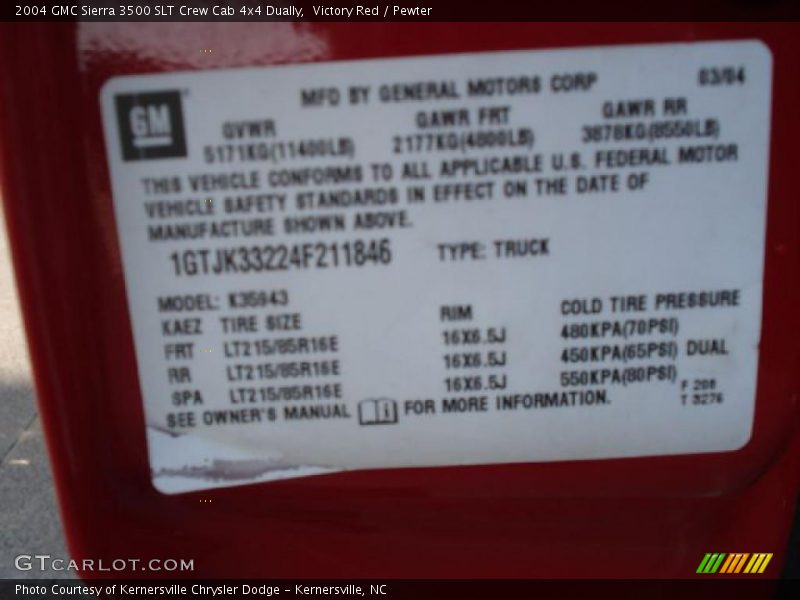 2004 GMC Sierra 3500 SLT Crew Cab 4x4 Dually,  Victory Red / Pewter
MFD BY GENERAL MOTORS CORP 03/04
GM
GVWR GAWR FRT GAWR RR
5171KG(11400LB) 2177KG(4800LB) 3878KG(8550LB)
THIS VEHICLE CONFORMS TO ALL APPLICABLE U.S. FEDERAL MOTOR
VEHICLE SAFETY STANDARDS IN EFFECT ON THE DATE OF
MANUFACTURE SHOWN ABOVE.
1GTJK33224F211846 TYPE: TRUCK
MODEL: K35943
KAEZ TIRE SIZE RIM COLD TIRE PRESSURE
FRT LT215/85R16E 16X6.5J 480KPA(70PSI)
RR LT215/85R16E 16X6.5J 450KPA(65PSI) DUAL
SPA LT215/85R16E 16X6.5J 550KPA(80PSI)
SEE OWNER'S MANUAL FOR MORE INFORMATION.
F 208
T 3276
GTCARLOT.COM
Photo Courtesy of Kernersville Chrysler Dodge - Kernersville, NC